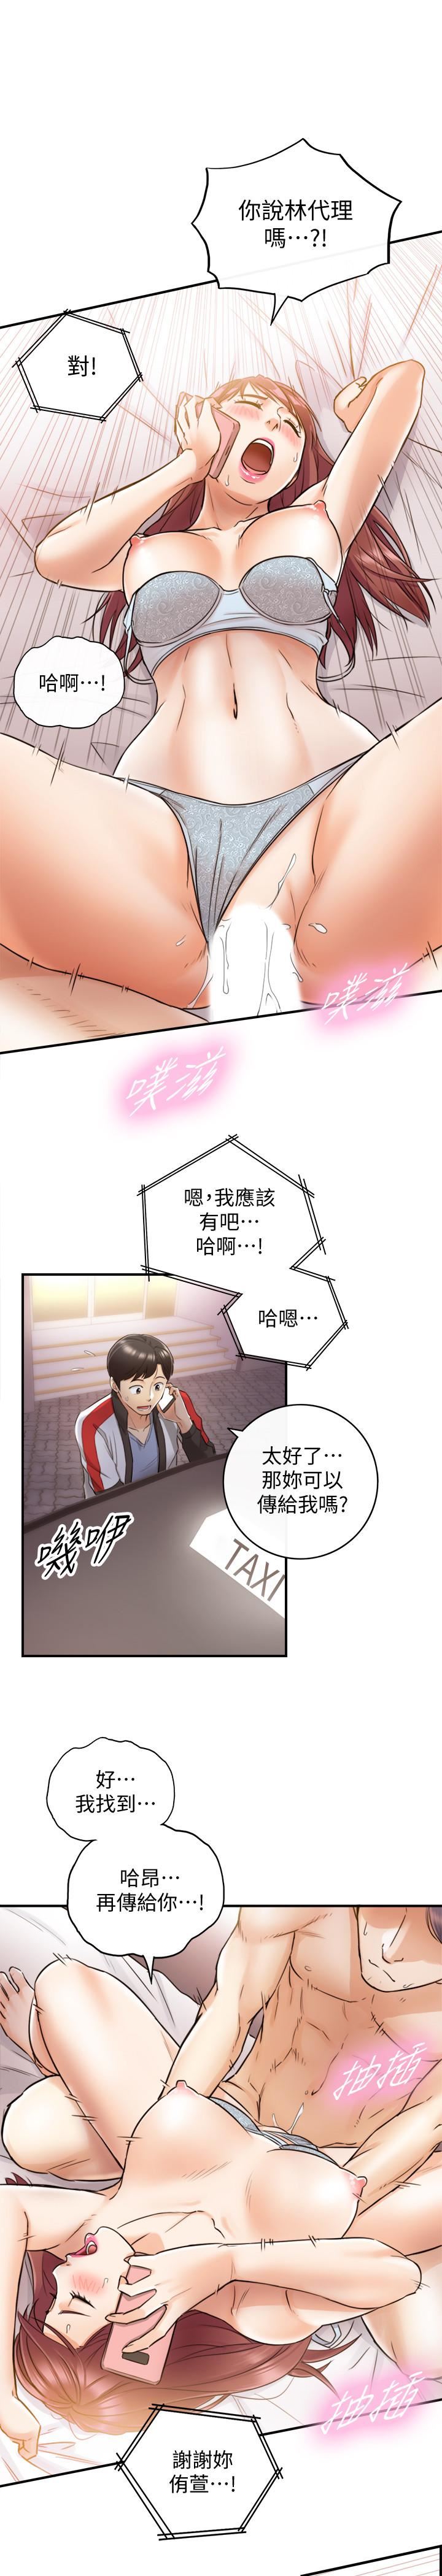 你說林代理
嗎…?!
對!
哈啊…!
噗滋
噗滋
嗯,我應該
有吧…
哈啊…!
哈嗯…
太好了…
那妳可以
傳給我嗎?
嘰咿
TAXI
好…
我找到…
哈昂…
再傳給你…!
抽插
抽插
謝謝妳
侑萱…!